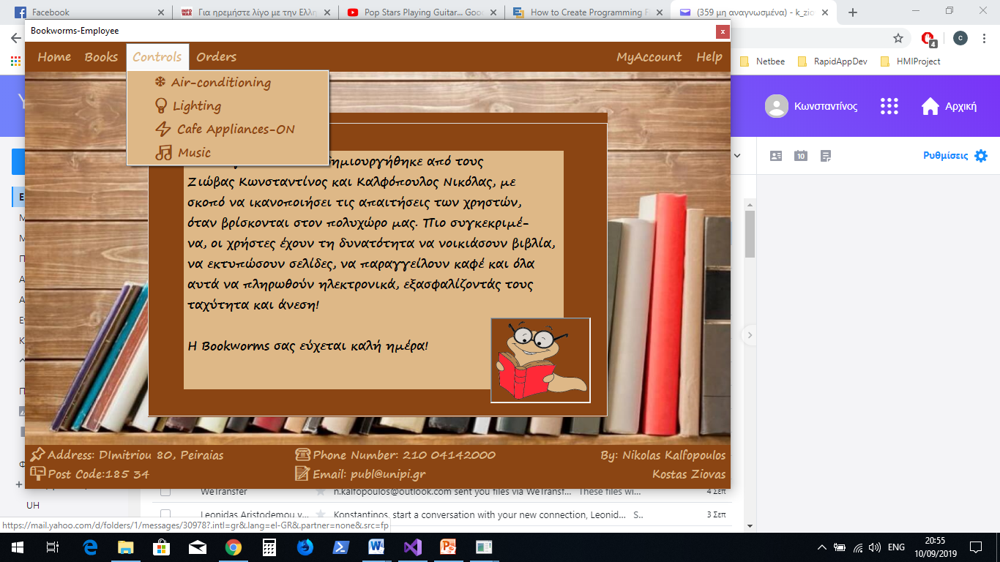 Facebook
Για ηρεμήστε λίγο με την Ελλη
Pop Stars Playing Guitar... Goo
How to Create Programming F
(359 μη αναγνωσμένα) - k_zio
Bookworms-Employee
Netbee
RapidAppDev
HMIProject
Home
Books
Controls
Orders
MyAccount
Help
Air-conditioning
Lighting
Cafe Appliances-ON
Music
Κωνσταντίνος
Αρχική
Ρυθμίσεις
δημιουργήθηκε από τους
Ζιώβας Κωνσταντίνος και Καλφόπουλος Νικόλας, με
σκοπό να ικανοποιήσει τις απαιτήσεις των χρηστών,
όταν βρίσκονται στον πολυχώρο μας. Πιο συγκεκριμέ-
να, οι χρήστες έχουν τη δυνατότητα να νοικιάσουν βιβλία,
να εκτυπώσουν σελίδες, να παραγγείλουν καφέ και όλα
αυτά να πληρωθούν ηλεκτρονικά, εξασφαλίζοντάς τους
ταχύτητα και άνεση!
Η Bookworms σας εύχεται καλή ημέρα!
Address: DImitriou 80, Peiraias
Phone Number: 210 04142000
By: Nikolas Kalfopoulos
Post Code:185 34
Email: publ@unipi.gr
Kostas Ziovas
WeTransfer
n.kalfopoulos@outlook.com sent you files via WeTransf...
These files wi...
4 Σεπ
UH
Leonidas Aristodemou v...
Konstantinos, start a conversation with your new connection, Leonid...
S..
3 Σεπ
https://mail.yahoo.com/d/folders/1/messages/30978?.intl=gr&.lang=el-GR&.partner=none&.src=fp
ENG
20:55
10/09/2019